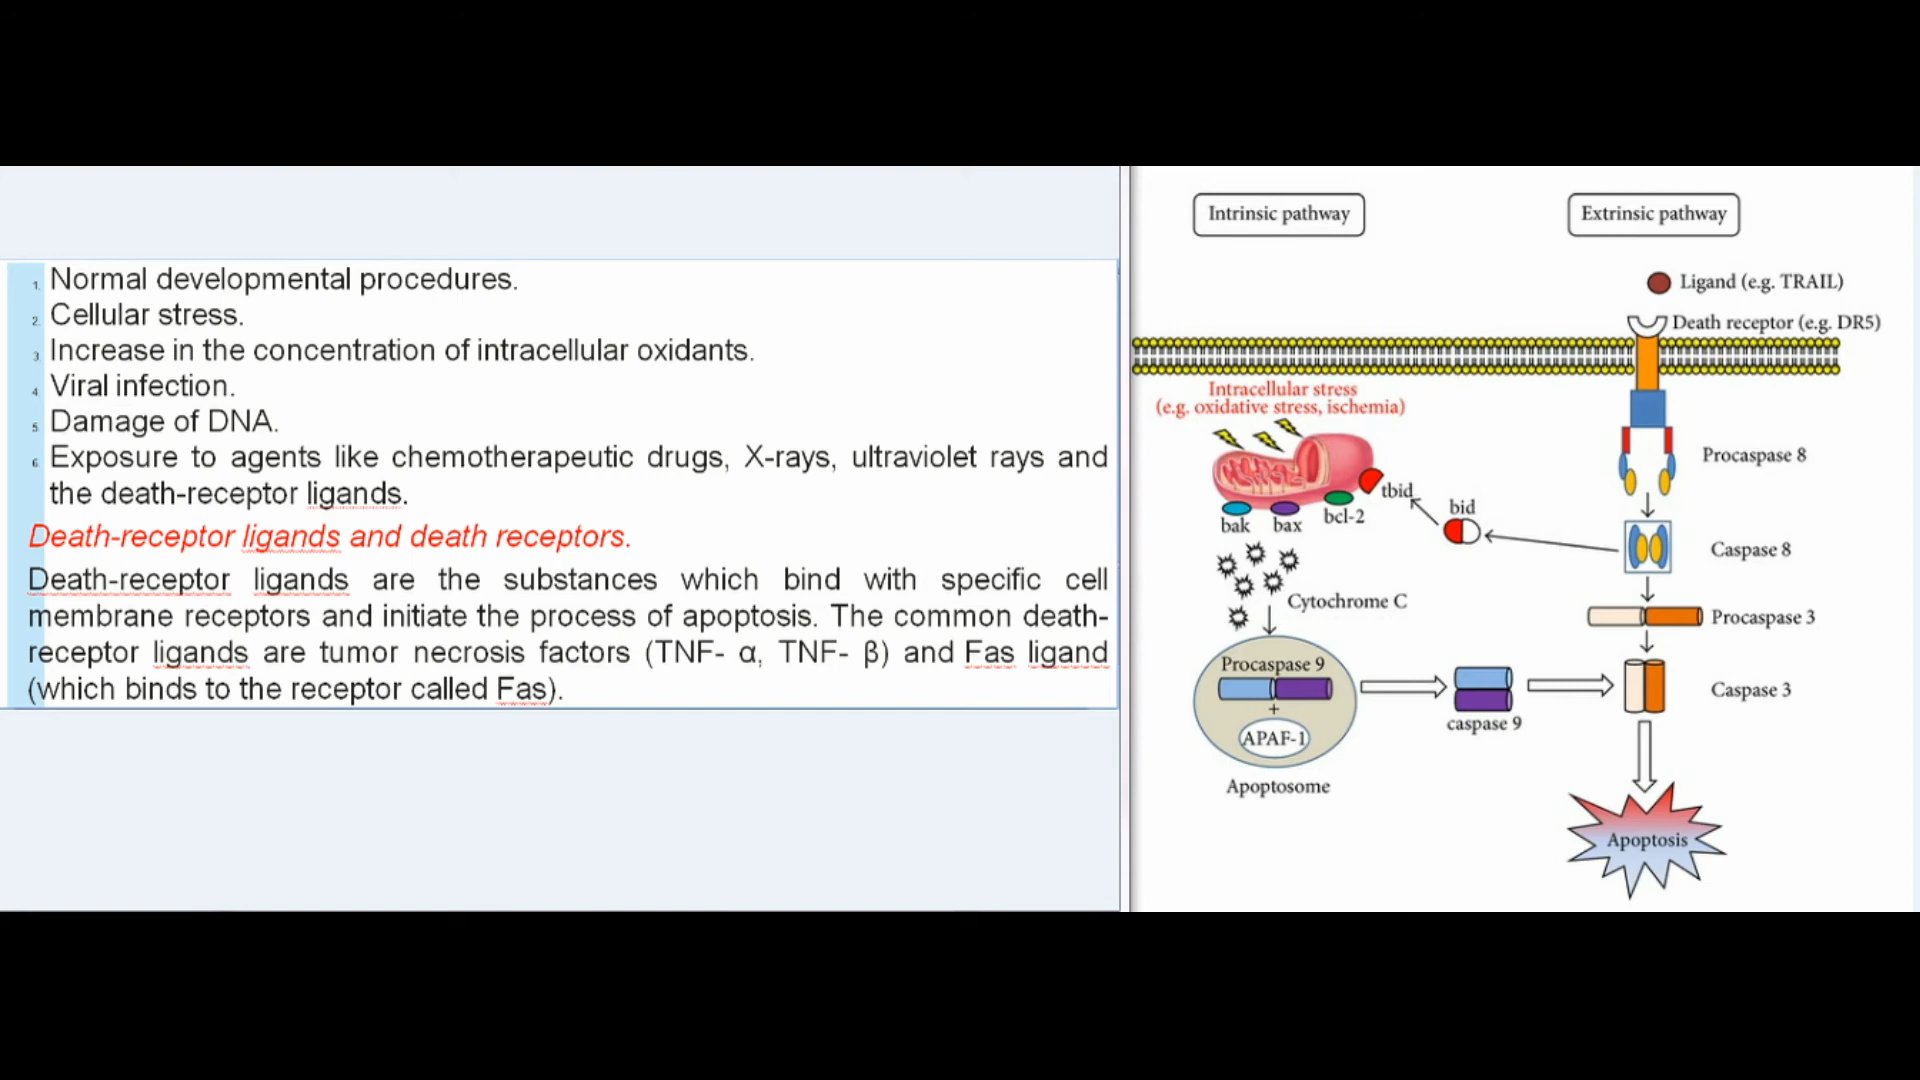 1. Normal developmental procedures.
2. Cellular stress.
3 Increase in the concentration of intracellular oxidants.
4 Viral infection.
5 Damage of DNA.
6 Exposure to agents like chemotherapeutic drugs, X-rays, ultraviolet rays and
the death-receptor ligands.
Death-receptor ligands and death receptors.
Death-receptor ligands are the substances which bind with specific cell
membrane receptors and initiate the process of apoptosis. The common death-
receptor ligands are tumor necrosis factors (TNF- α, TNF- β) and Fas ligand
(which binds to the receptor called Fas).
Intrinsic pathway
Extrinsic pathway
Ligand (e.g. TRAIL)
Death receptor (e.g. DR5)
Intracellular stress
(e.g. oxidative stress, ischemia)
Procaspase 8
tbid
bid
bcl-2
bak
bax
Caspase 8
Cytochrome C
Procaspase 3
Procaspase 9
+
APAF-1
caspase 9
Caspase 3
Apoptosome
Apoptosis